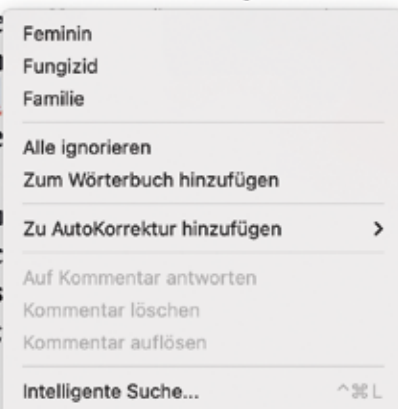 Feminin
Fungizid
Familie
Alle ignorieren
Zum Wörterbuch hinzufügen
Zu AutoKorrektur hinzufügen
Auf Kommentar antworten
Kommentar löschen
Kommentar auflösen
Intelligente Suche... ^⌘L